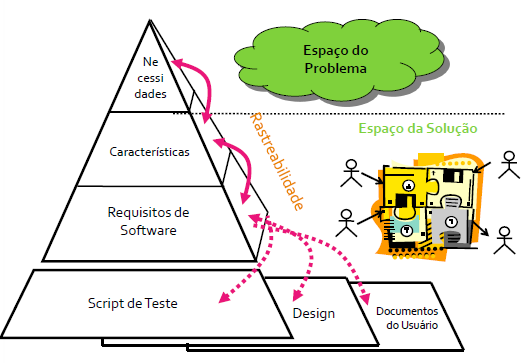 Ne
cessi
dades
Espaço do
Problema
Espaço da Solução
Rastreabilidade
Características
Requisitos de
Software
Script de Teste
Design
Documentos
do Usuário